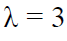 λ = 3